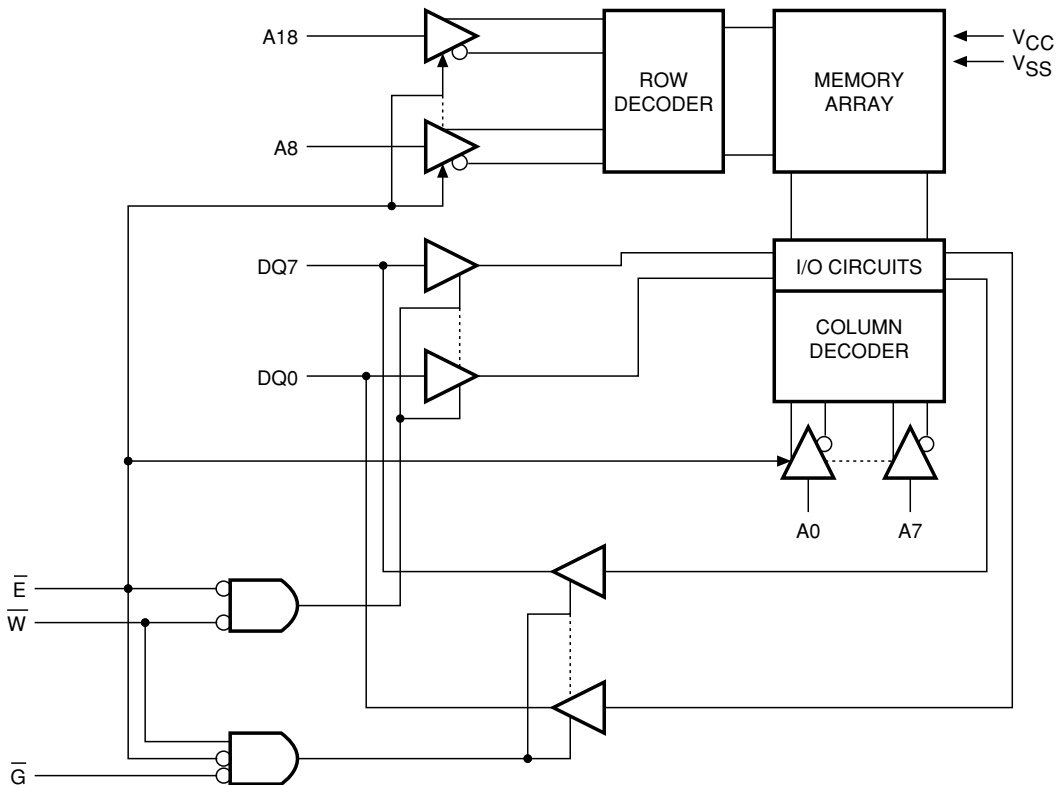 A18
ROW
DECODER
MEMORY
ARRAY
VCC
VSS
A8
DQ7
I/O CIRCUITS
COLUMN
DECODER
DQ0
A0
A7
E̅
W̅
G̅